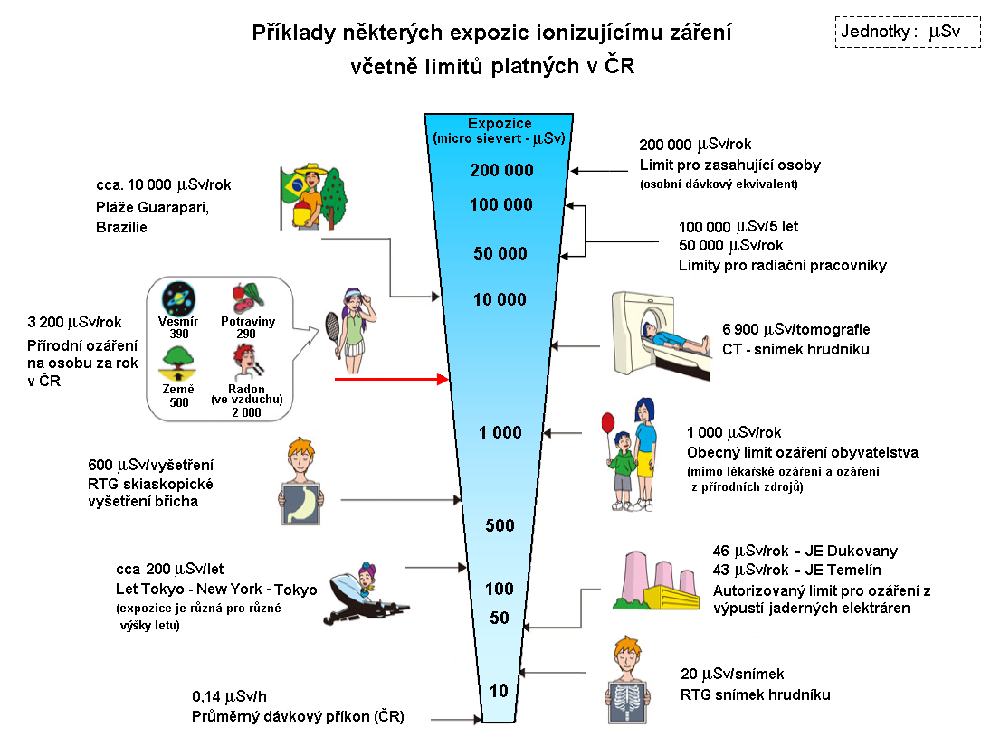 Příklady některých expozic ionizujícímu záření
včetně limitů platných v ČR
Jednotky : µSv
Expozice
(micro sievert - µSv)
200 000
100 000
50 000
10 000
1 000
500
100
50
10
cca. 10 000 µSv/rok
Pláže Guarapari,
Brazílie
3 200 µSv/rok
Přírodní ozáření
na osobu za rok
v ČR
Vesmír
390
Potraviny
290
Země
500
Radon
(ve vzduchu)
2 000
600 µSv/vyšetření
RTG skiaskopické
vyšetření břicha
cca 200 µSv/let
Let Tokyo - New York - Tokyo
(expozice je různá pro různé
výšky letu)
0,14 µSv/h
Průměrný dávkový příkon (ČR)
200 000 µSv/rok
Limit pro zasahující osoby
(osobní dávkový ekvivalent)
100 000 µSv/5 let
50 000 µSv/rok
Limity pro radiační pracovníky
6 900 µSv/tomografie
CT - snímek hrudníku
1 000 µSv/rok
Obecný limit ozáření obyvatelstva
(mimo lékařské ozáření a ozáření
z přírodních zdrojů)
46 µSv/rok - JE Dukovany
43 µSv/rok - JE Temelín
Autorizovaný limit pro ozáření z
výpustí jaderných elektráren
20 µSv/snímek
RTG snímek hrudníku